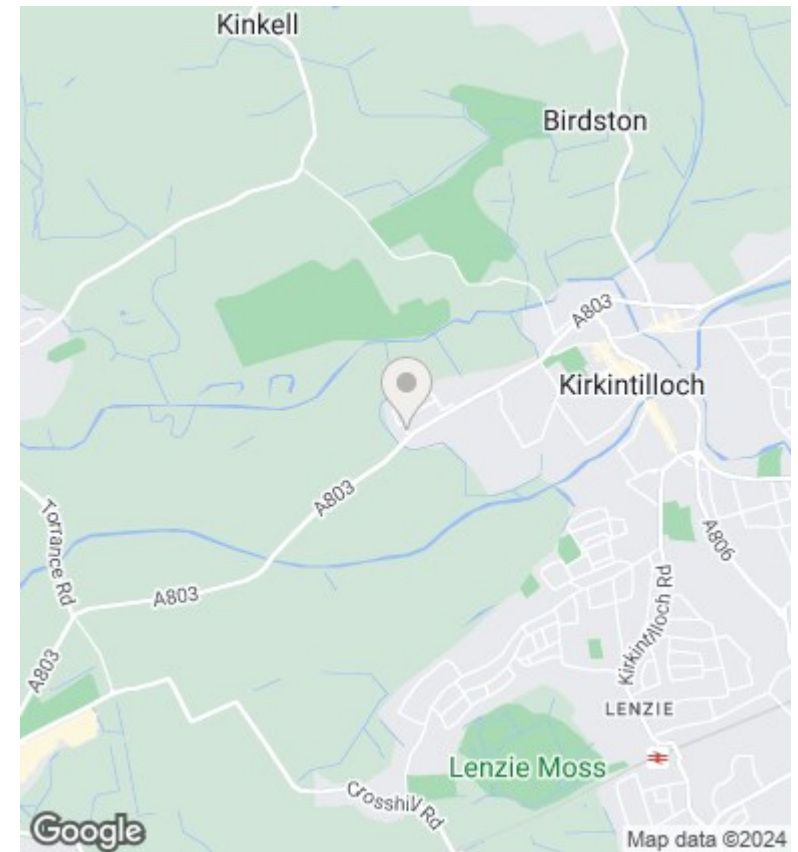 Kinkell
Birdston
A803
Kirkintilloch
A803
Torrance Rd
A803
A806
Kirkintilloch Rd
A803
LENZIE
Lenzie Moss
Crosshill Rd
Google
Map data ©2024